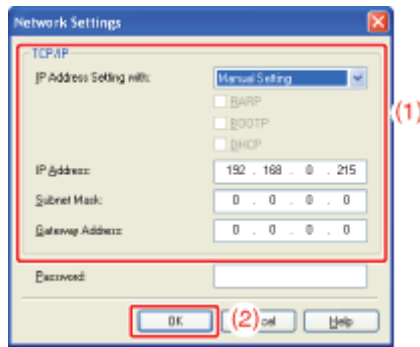 Network Settings
TCP/IP
IP Address Setting with:
Manual Setting
(1)
RARP
BOOTP
DHCP
IP Address:
192 . 168 . 0 . 215
Subnet Mask:
0 . 0 . 0 . 0
Gateway Address:
0 . 0 . 0 . 0
Password:
OK
(2)
Help